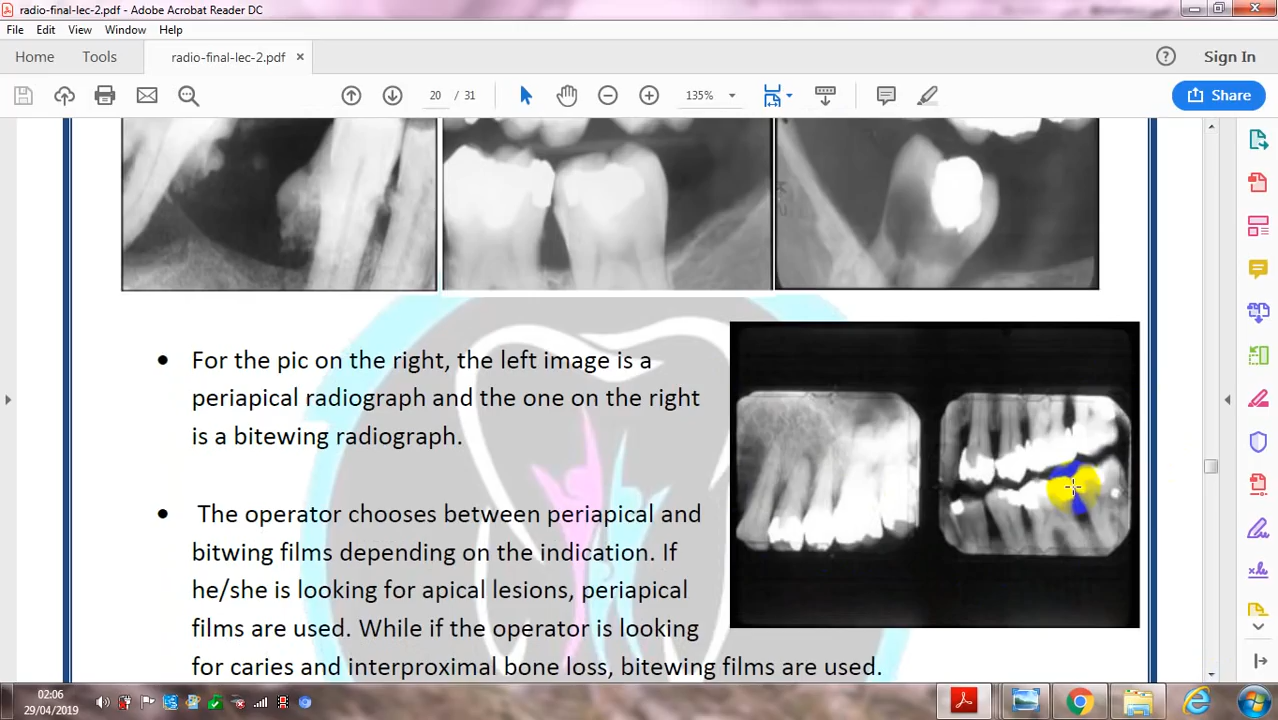 radio-final-lec-2.pdf - Adobe Acrobat Reader DC
File Edit View Window Help
Home Tools radio-final-lec-2.pdf × ? Sign In
20 / 31 135% Share
• For the pic on the right, the left image is a
periapical radiograph and the one on the right
is a bitewing radiograph.
• The operator chooses between periapical and
bitwing films depending on the indication. If
he/she is looking for apical lesions, periapical
films are used. While if the operator is looking
for caries and interproximal bone loss, bitewing films are used.
02:06
29/04/2019